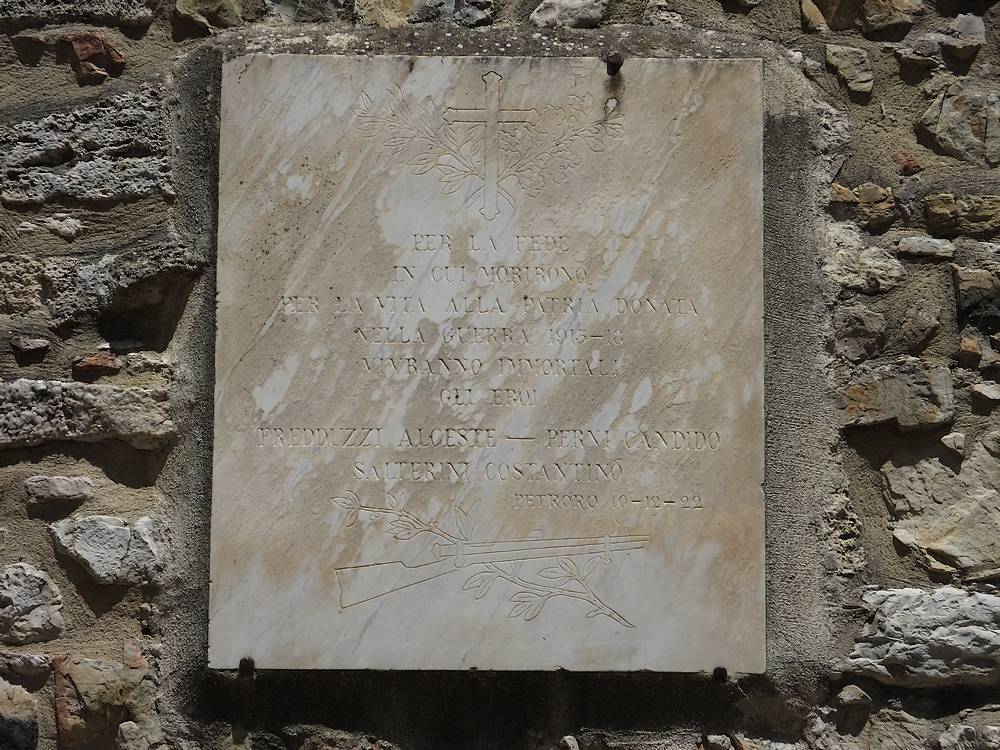 PER LA FEDE
IN CUI MORIRONO
PER LA VITA ALLA PATRIA DONATA
NELLA GUERRA 1915-18
VIVRANNO IMMORTALI
GLI EROI
PREDDUZZI ALCESTE — PERNI CANDIDO
SALTERINI COSTANTINO
PETRORO 10-12-22